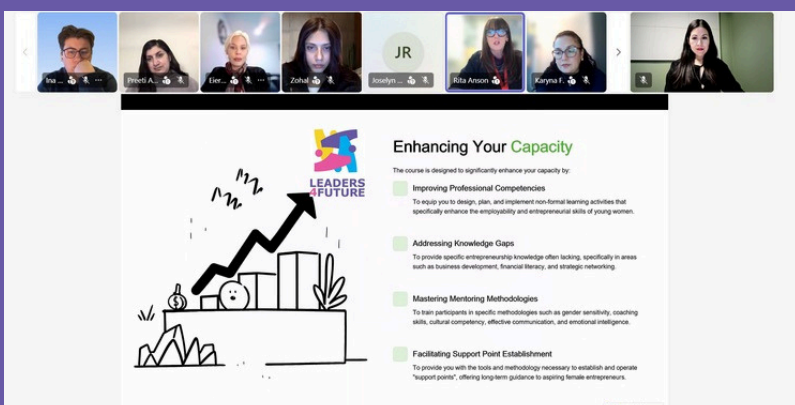 Ina ...
Preeti A...
Eier...
Zohal
JR
Joselyn ...
Rita Anson
Karyna F.
LEADERS
4FUTURE
Enhancing Your Capacity
The course is designed to significantly enhance your capacity by:
Improving Professional Competencies
To equip you to design, plan, and implement non-formal learning activities that
specifically enhance the employability and entrepreneurial skills of young women.
Addressing Knowledge Gaps
To provide specific entrepreneurship knowledge often lacking, specifically in areas
such as business development, financial literacy, and strategic networking.
Mastering Mentoring Methodologies
To train participants in specific methodologies such as gender sensitivity, coaching
skills, cultural competency, effective communication, and emotional intelligence.
Facilitating Support Point Establishment
To provide you with the tools and methodology necessary to establish and operate
"support points", offering long-term guidance to aspiring female entrepreneurs.